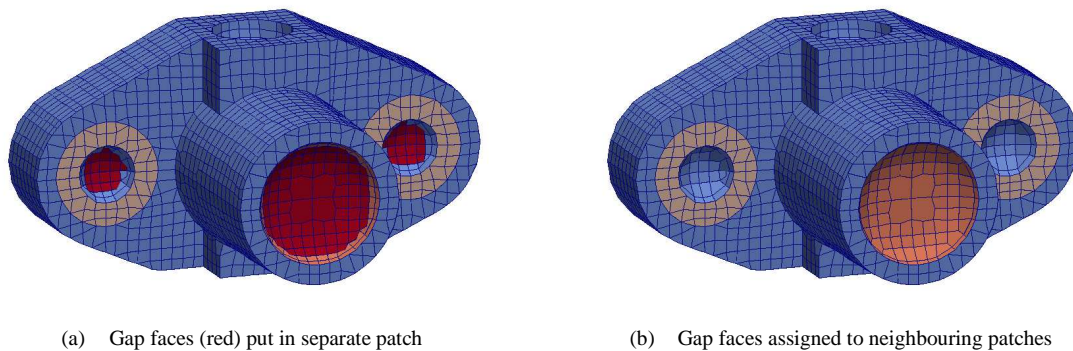 (a) Gap faces (red) put in separate patch
(b) Gap faces assigned to neighbouring patches